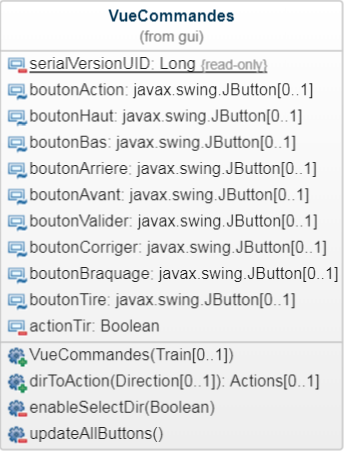 VueCommandes
(from gui)
serialVersionUID: Long {read-only}
boutonAction: javax.swing.JButton[0..1]
boutonHaut: javax.swing.JButton[0..1]
boutonBas: javax.swing.JButton[0..1]
boutonArriere: javax.swing.JButton[0..1]
boutonAvant: javax.swing.JButton[0..1]
boutonValider: javax.swing.JButton[0..1]
boutonCorriger: javax.swing.JButton[0..1]
boutonBraquage: javax.swing.JButton[0..1]
boutonTire: javax.swing.JButton[0..1]
actionTir: Boolean
VueCommandes(Train[0..1])
dirToAction(Direction[0..1]): Actions[0..1]
enableSelectDir(Boolean)
updateAllButtons()